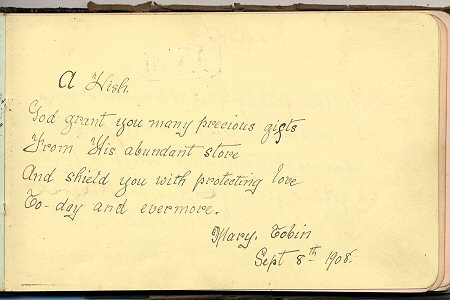 A Wish.
God grant you many precious gifts
From His abundant store
And shield you with protecting love
To-day and evermore.
Mary. Tobin
Sept 8th 1908.